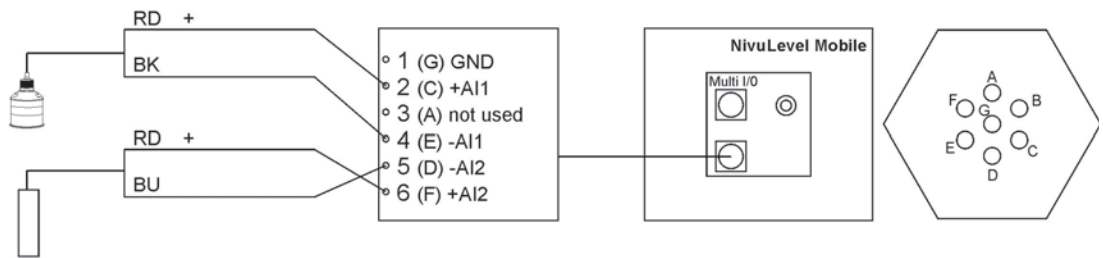 RD +
BK
RD +
BU
1 (G) GND
2 (C) +AI1
3 (A) not used
4 (E) -AI1
5 (D) -AI2
6 (F) +AI2
NivuLevel Mobile
Multi I/0
A
F
B
G
E
C
D